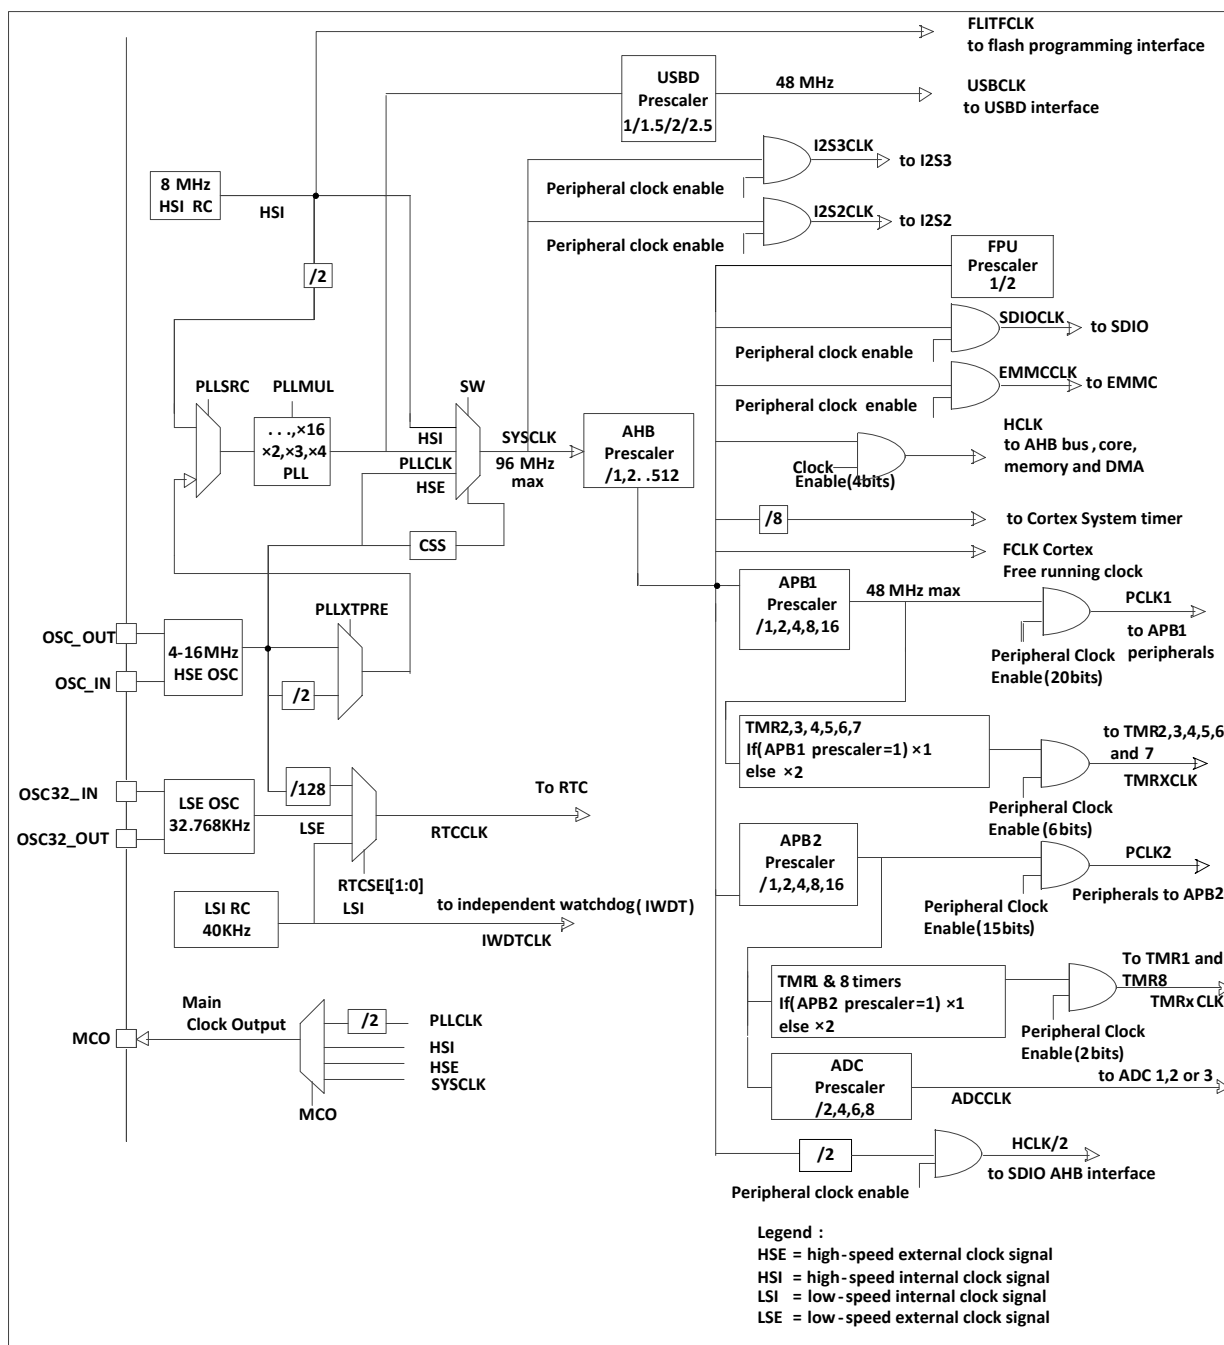 FLITFCLK
to flash programming interface
USBD
Prescaler
1/1.5/2/2.5
48 MHz
USBCLK
to USBD interface
I2S3CLK
to I2S3
Peripheral clock enable
8 MHz
HSI RC
HSI
I2S2CLK
to I2S2
Peripheral clock enable
FPU
Prescaler
1/2
/2
SDIOCLK
to SDIO
Peripheral clock enable
EMMCCLK
to EMMC
Peripheral clock enable
PLLSRC
PLLMUL
SW
. . .,×16
×2,×3,×4
PLL
HSI
PLLCLK
HSE
SYSCLK
96 MHz
max
AHB
Prescaler
/1,2. .512
HCLK
to AHB bus, core,
memory and DMA
Clock
Enable(4bits)
/8
to Cortex System timer
CSS
FCLK Cortex
Free running clock
APB1
Prescaler
/1,2,4,8,16
48 MHz max
PCLK1
to APB1
peripherals
Peripheral Clock
Enable(20bits)
PLLXTPRE
OSC_OUT
4-16MHz
HSE OSC
OSC_IN
/2
TMR2,3, 4,5,6,7
If(APB1 prescaler=1) ×1
else ×2
to TMR2,3,4,5,6
and 7
TMRXCLK
Peripheral Clock
Enable(6bits)
OSC32_IN
LSE OSC
32.768KHz
OSC32_OUT
/128
LSE
To RTC
RTCCLK
RTCSEL[1:0]
APB2
Prescaler
/1,2,4,8,16
PCLK2
Peripherals to APB2
Peripheral Clock
Enable(15bits)
LSI RC
40KHz
LSI
to independent watchdog(IWDT)
IWDTCLK
TMR1 & 8 timers
If(APB2 prescaler=1) ×1
else ×2
To TMR1 and
TMR8
TMRxCLK
Peripheral Clock
Enable(2bits)
Main
Clock Output
MCO
/2
PLLCLK
HSI
HSE
SYSCLK
MCO
ADC
Prescaler
/2,4,6,8
to ADC 1,2 or 3
ADCCLK
/2
HCLK/2
to SDIO AHB interface
Peripheral clock enable
Legend :
HSE = high-speed external clock signal
HSI = high-speed internal clock signal
LSI = low-speed internal clock signal
LSE = low-speed external clock signal